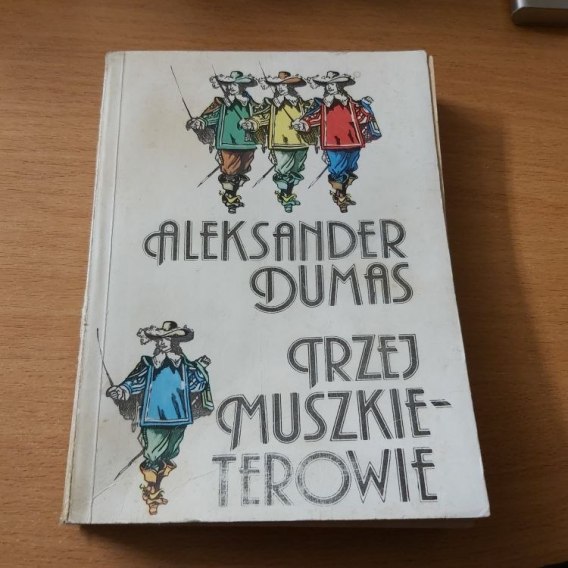 ALEKSANDER
DUMAS
TRZEJ
MUSZKIE-
TEROWIE